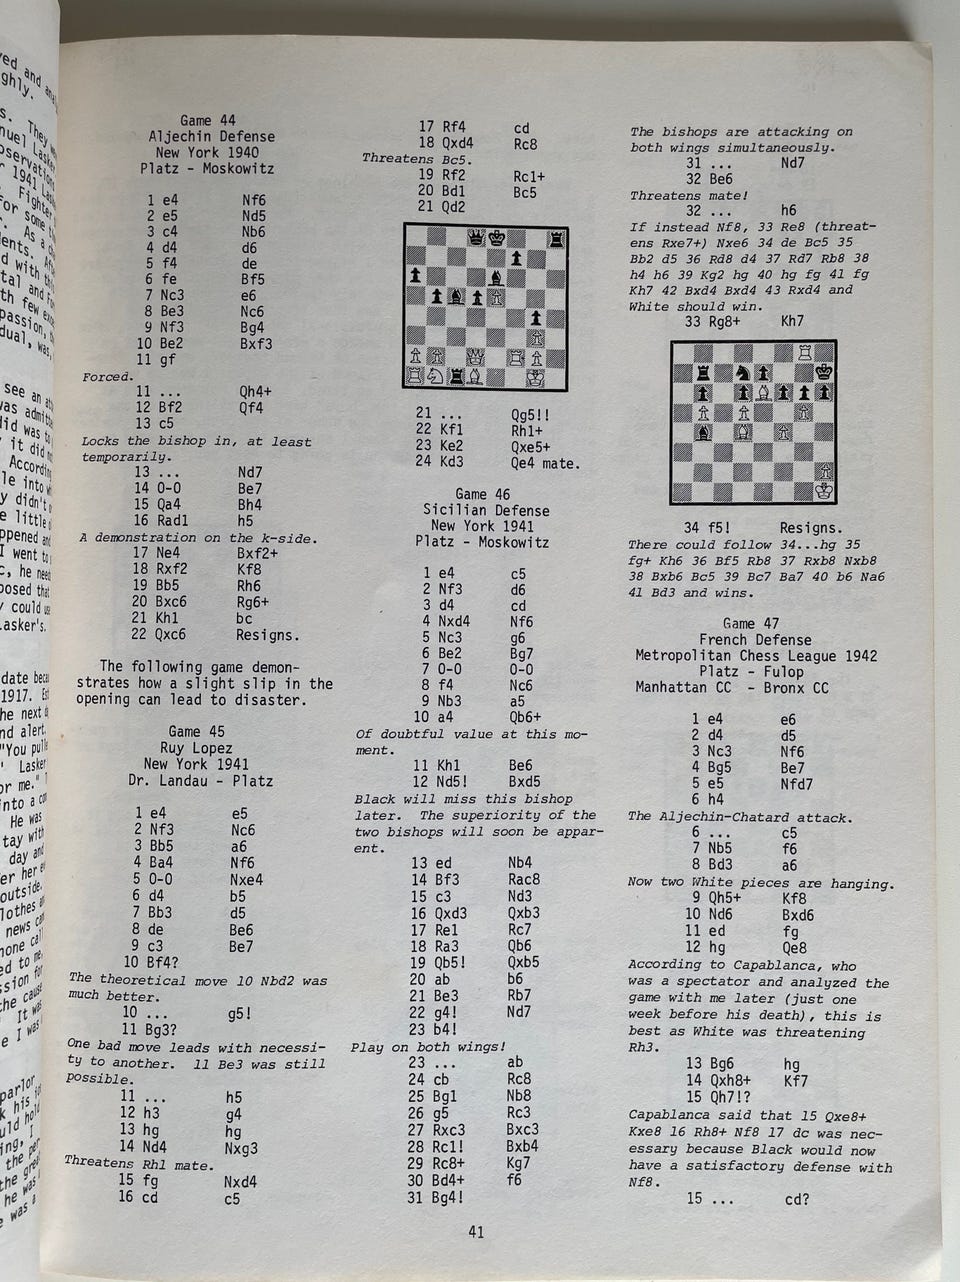 Game 44
Aljechin Defense
New York 1940
Platz - Moskowitz
1 e4 Nf6
2 e5 Nd5
3 c4 Nb6
4 d4 d6
5 f4 de
6 fe Bf5
7 Nc3 e6
8 Be3 Nc6
9 Nf3 Bg4
10 Be2 Bxf3
11 gf
Forced.
11 ... Qh4+
12 Bf2 Qf4
13 c5
Locks the bishop in, at least
temporarily.
13 ... Nd7
14 0-0 Be7
15 Qa4 Bh4
16 Rad1 h5
A demonstration on the k-side.
17 Ne4 Bxf2+
18 Rxf2 Kf8
19 Bb5 Rh6
20 Bxc6 Rg6+
21 Kh1 bc
22 Qxc6 Resigns.
The following game demon-
strates how a slight slip in the
opening can lead to disaster.
Game 45
Ruy Lopez
New York 1941
Dr. Landau - Platz
1 e4 e5
2 Nf3 Nc6
3 Bb5 a6
4 Ba4 Nf6
5 0-0 Nxe4
6 d4 b5
7 Bb3 d5
8 de Be6
9 c3 Be7
10 Bf4?
The theoretical move 10 Nbd2 was
much better.
10 ... g5!
11 Bg3?
One bad move leads with necessi-
ty to another. 11 Be3 was still
possible.
11 ... h5
12 h3 g4
13 hg hg
14 Nd4 Nxg3
Threatens Rh1 mate.
15 fg Nxd4
16 cd c5
17 Rf4 cd
18 Qxd4 Rc8
Threatens Bc5.
19 Rf2 Rc1+
20 Bd1 Bc5
21 Qd2
21 ... Qg5!!
22 Kf1 Rh1+
23 Ke2 Qxe5+
24 Kd3 Qe4 mate.
Game 46
Sicilian Defense
New York 1941
Platz - Moskowitz
1 e4 c5
2 Nf3 d6
3 d4 cd
4 Nxd4 Nf6
5 Nc3 g6
6 Be2 Bg7
7 0-0 0-0
8 f4 Nc6
9 Nb3 a5
10 a4 Qb6+
Of doubtful value at this mo-
ment.
11 Kh1 Be6
12 Nd5! Bxd5
Black will miss this bishop
later. The superiority of the
two bishops will soon be appar-
ent.
13 ed Nb4
14 Bf3 Rac8
15 c3 Nd3
16 Qxd3 Qxb3
17 Re1 Rc7
18 Ra3 Qb6
19 Qb5! Qxb5
20 ab b6
21 Be3 Rb7
22 g4! Nd7
23 b4!
Play on both wings!
23 ... ab
24 cb Rc8
25 Bg1 Nb8
26 g5 Rc3
27 Rxc3 Bxc3
28 Rc1! Bxb4
29 Rc8+ Kg7
30 Bd4+ f6
31 Bg4!
The bishops are attacking on
both wings simultaneously.
31 ... Nd7
32 Be6
Threatens mate!
32 ... h6
If instead Nf8, 33 Re8 (threat-
ens Rxe7+) Nxe6 34 de Bc5 35
Bb2 d5 36 Rd8 d4 37 Rd7 Rb8 38
h4 h6 39 Kg2 hg 40 hg fg 41 fg
Kh7 42 Bxd4 Bxd4 43 Rxd4 and
White should win.
33 Rg8+ Kh7
34 f5! Resigns.
There could follow 34...hg 35
fg+ Kh6 36 Bf5 Rb8 37 Rxb8 Nxb8
38 Bxb6 Bc5 39 Bc7 Ba7 40 b6 Na6
41 Bd3 and wins.
Game 47
French Defense
Metropolitan Chess League 1942
Platz - Fulop
Manhattan CC - Bronx CC
1 e4 e6
2 d4 d5
3 Nc3 Nf6
4 Bg5 Be7
5 e5 Nfd7
6 h4
The Aljechin-Chatard attack.
6 ... c5
7 Nb5 f6
8 Bd3 a6
Now two White pieces are hanging.
9 Qh5+ Kf8
10 Nd6 Bxd6
11 ed fg
12 hg Qe8
According to Capablanca, who
was a spectator and analyzed the
game with me later (just one
week before his death), this is
best as White was threatening
Rh3.
13 Bg6 hg
14 Qxh8+ Kf7
15 Qh7!?
Capablanca said that 15 Qxe8+
Kxe8 16 Rh8+ Nf8 17 dc was nec-
essary because Black would now
have a satisfactory defense with
Nf8.
15 ... cd?
41